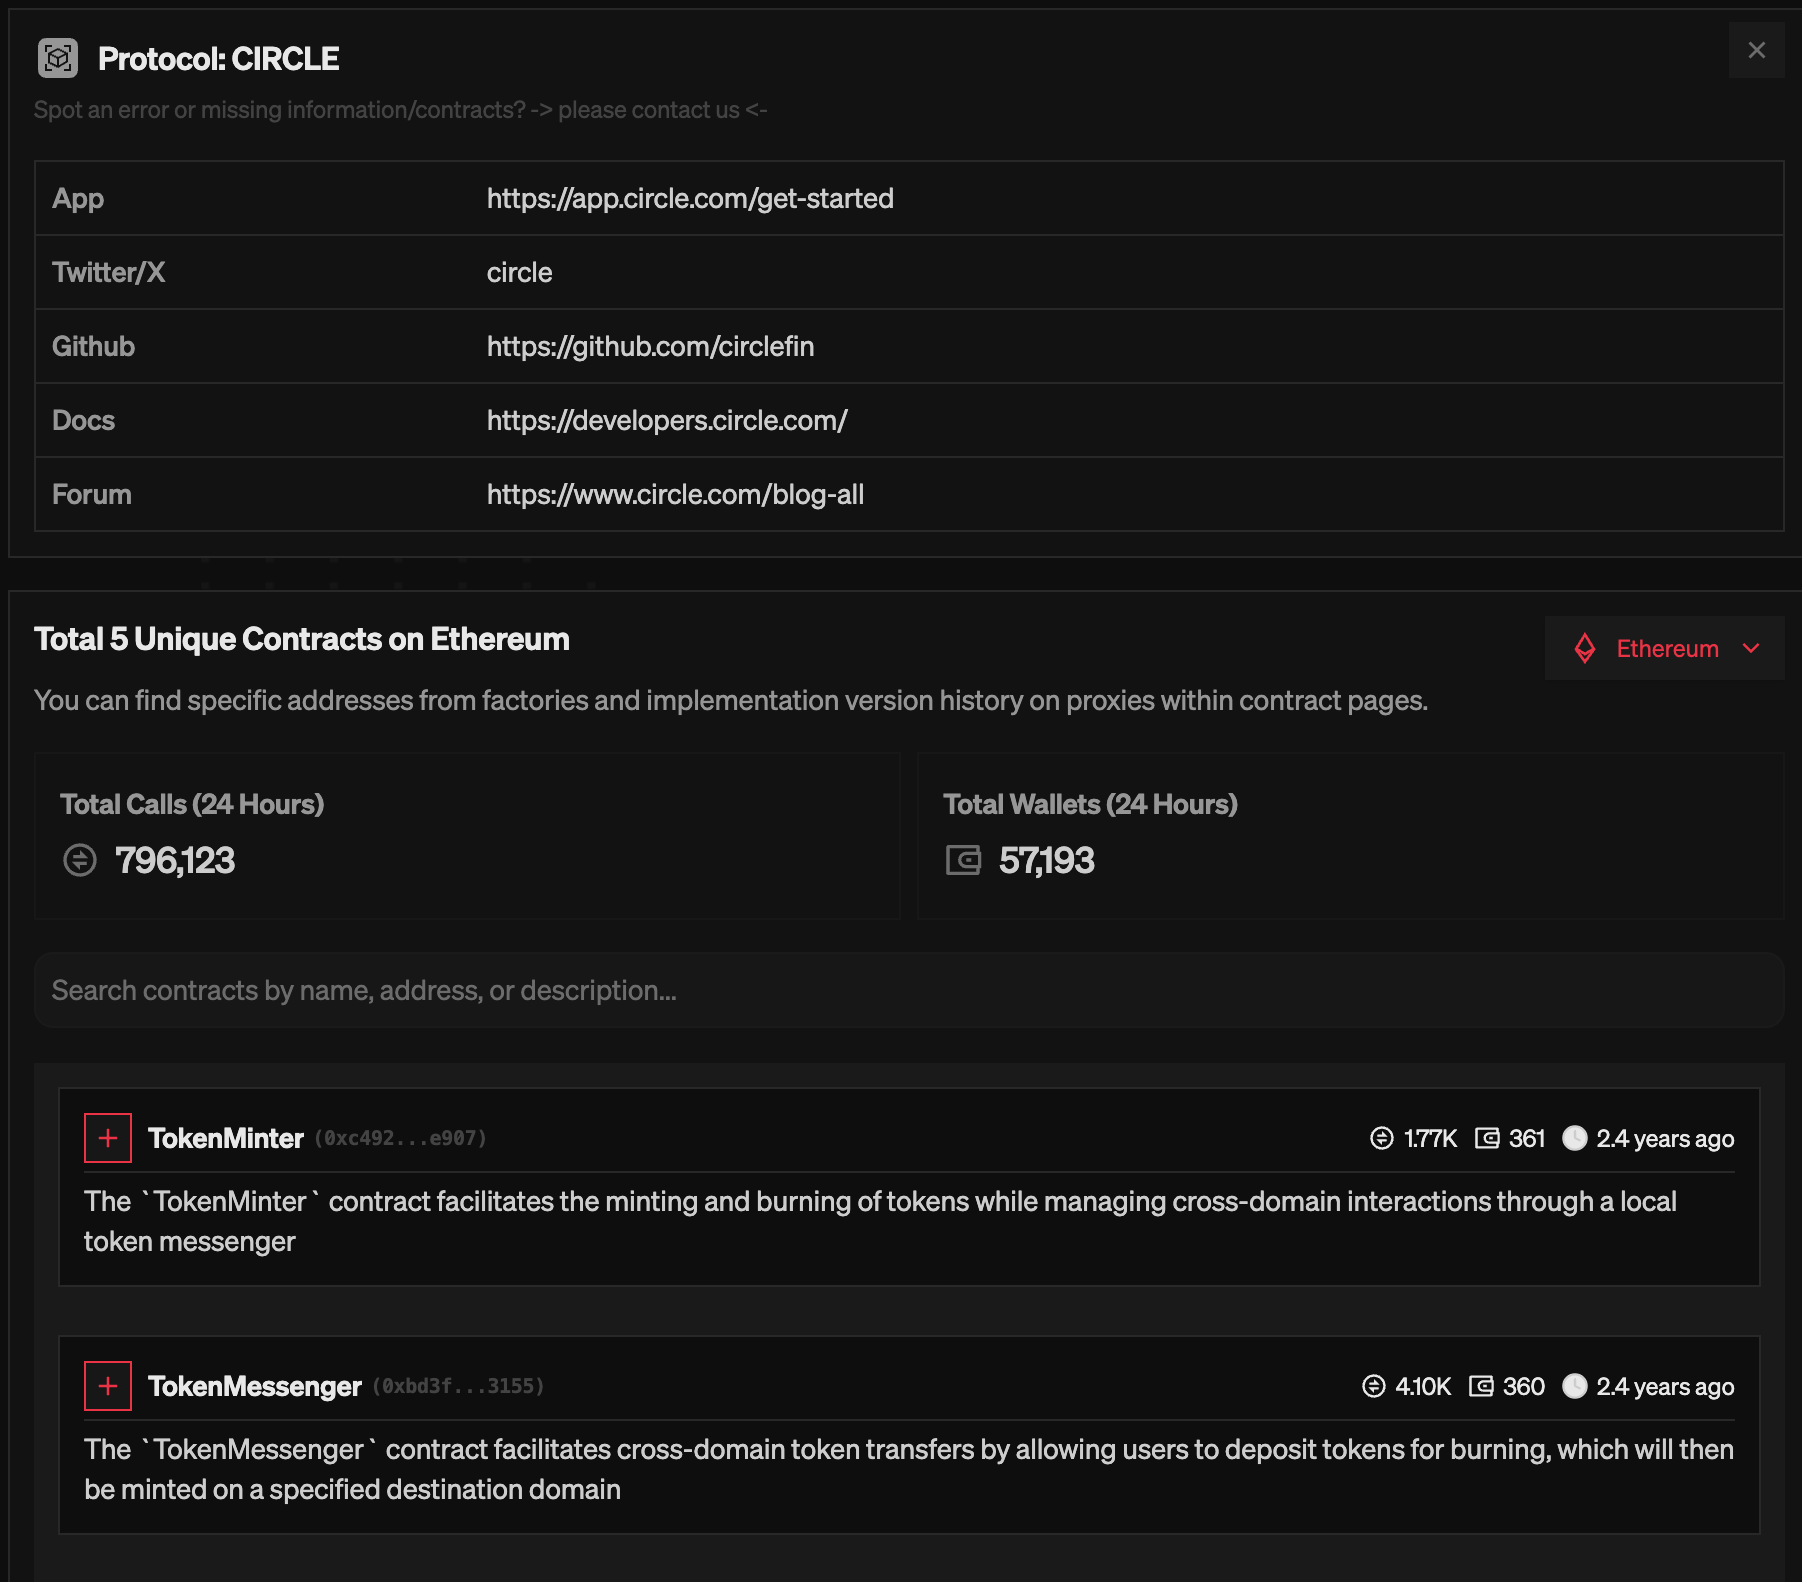 Protocol: CIRCLE
Spot an error or missing information/contracts? -> please contact us <-
App https://app.circle.com/get-started
Twitter/X circle
Github https://github.com/circlefin
Docs https://developers.circle.com/
Forum https://www.circle.com/blog-all
Total 5 Unique Contracts on Ethereum
Ethereum
You can find specific addresses from factories and implementation version history on proxies within contract pages.
Total Calls (24 Hours)
796,123
Total Wallets (24 Hours)
57,193
Search contracts by name, address, or description...
TokenMinter (0xc492...e907) 1.77K 361 2.4 years ago
The `TokenMinter` contract facilitates the minting and burning of tokens while managing cross-domain interactions through a local
token messenger
TokenMessenger (0xbd3f...3155) 4.10K 360 2.4 years ago
The `TokenMessenger` contract facilitates cross-domain token transfers by allowing users to deposit tokens for burning, which will then
be minted on a specified destination domain